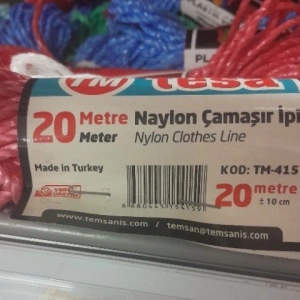 TM tesa
20 Metre Naylon Çamaşır İpi
Meter Nylon Clothes Line
Made in Turkey
KOD: TM-415
20 metre
± 10 cm
www.temsanis.com / temsan@temsanis.com